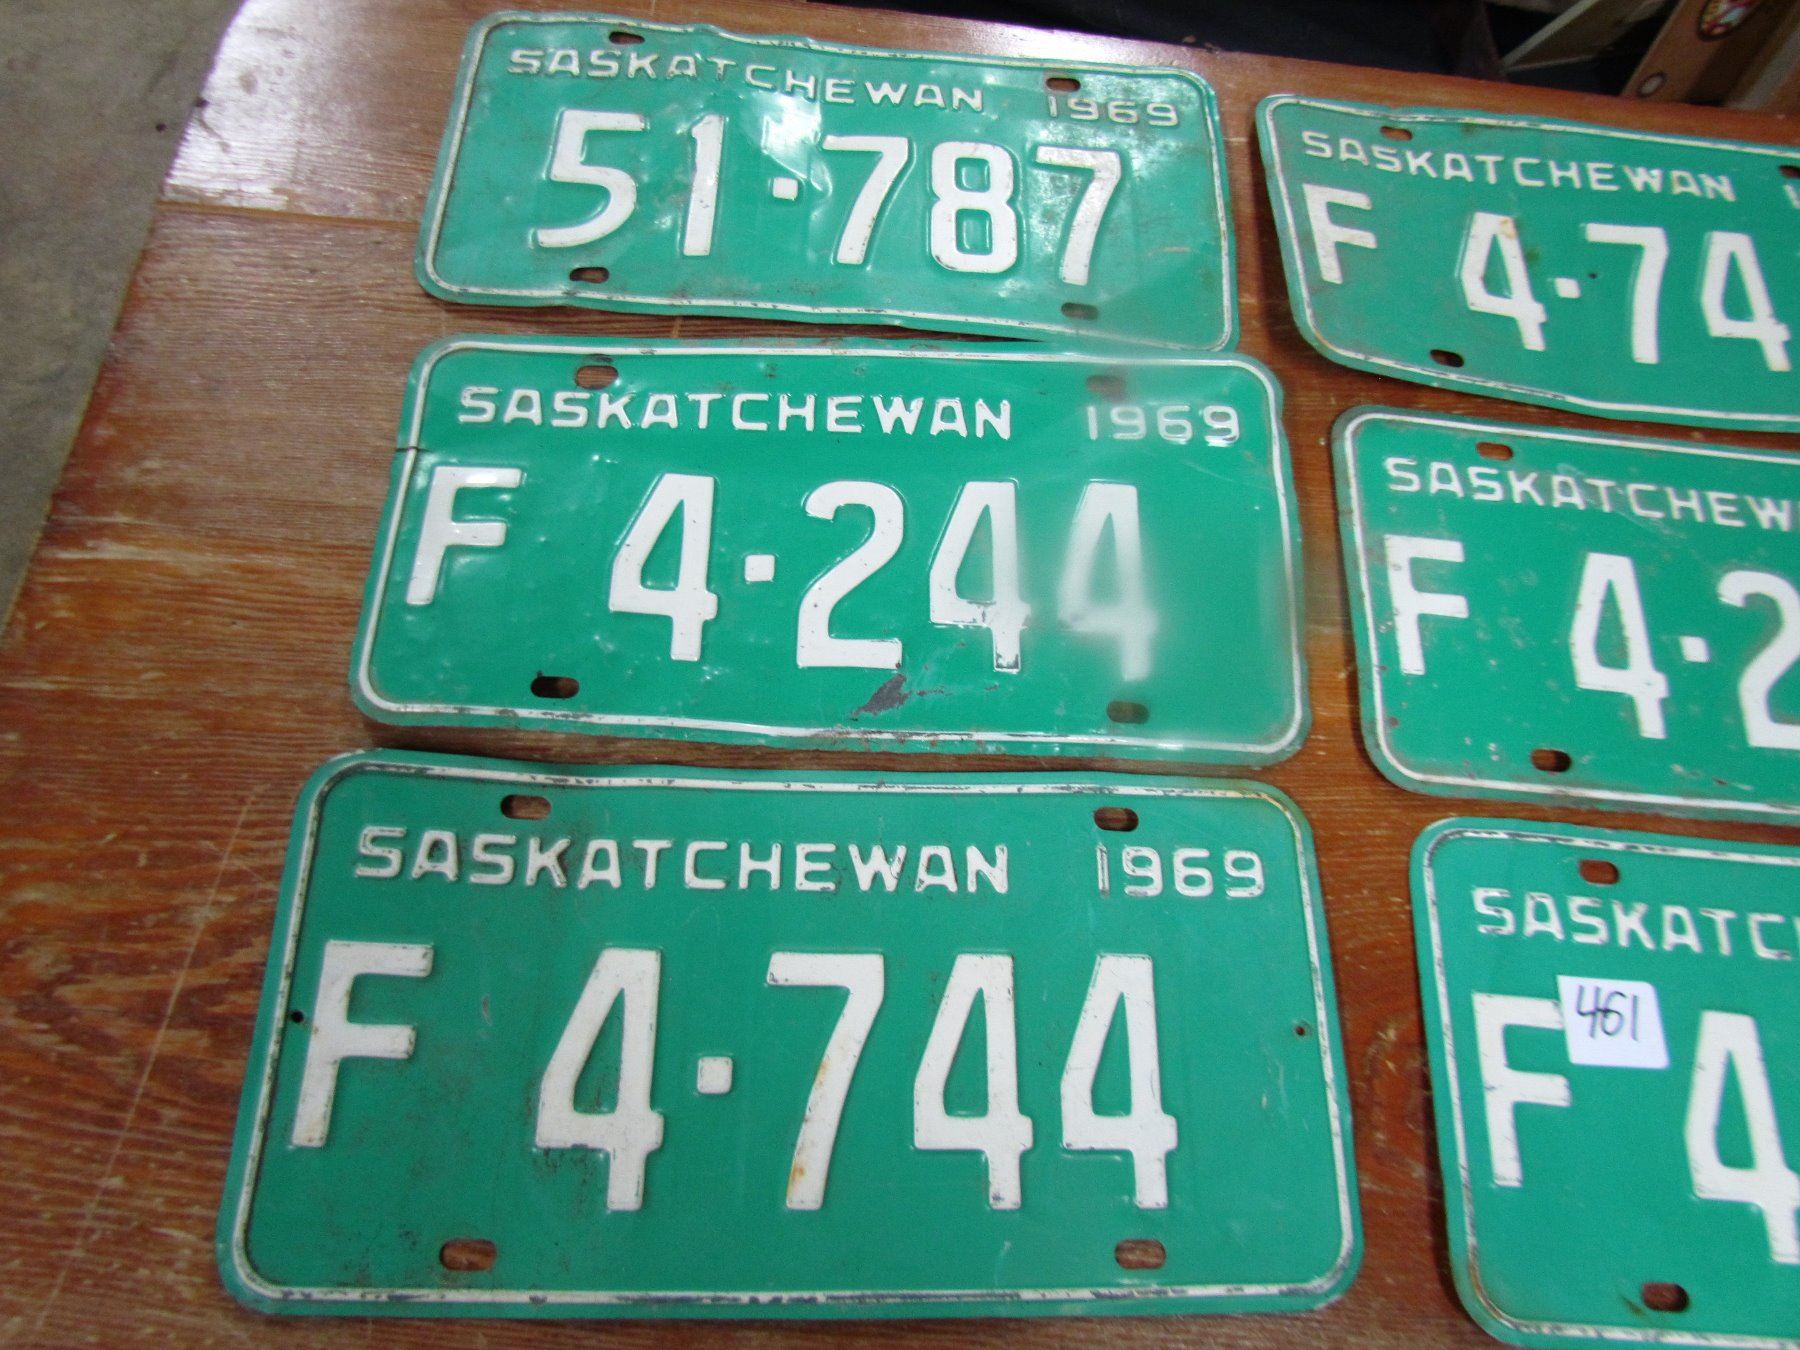 SASKATCHEWAN 1969
51·787
SASKATCHEWAN
F 4·74
SASKATCHEWAN 1969
F 4·244
SASKATCHEW
F 4·2
SASKATCHEWAN 1969
F 4·744
SASKATC
F 4
461